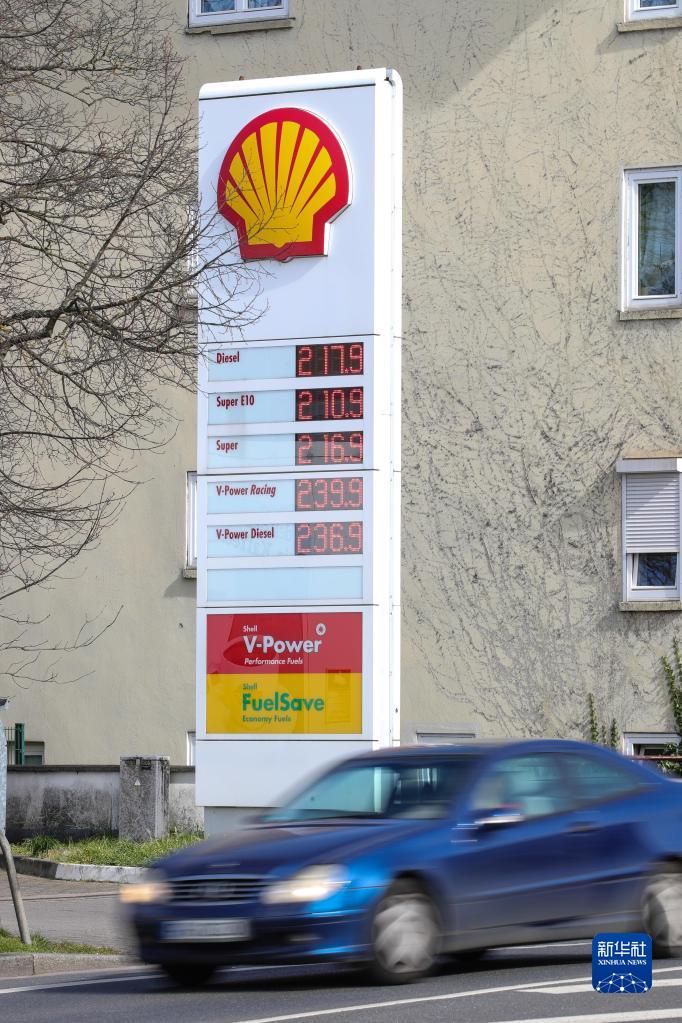 Diesel 217.9
Super E10 210.9
Super 216.9
V-Power Racing 239.9
V-Power Diesel 236.9
Shell
V-Power
Performance Fuels
Shell
FuelSave
Economy Fuels
新华社
XINHUA NEWS